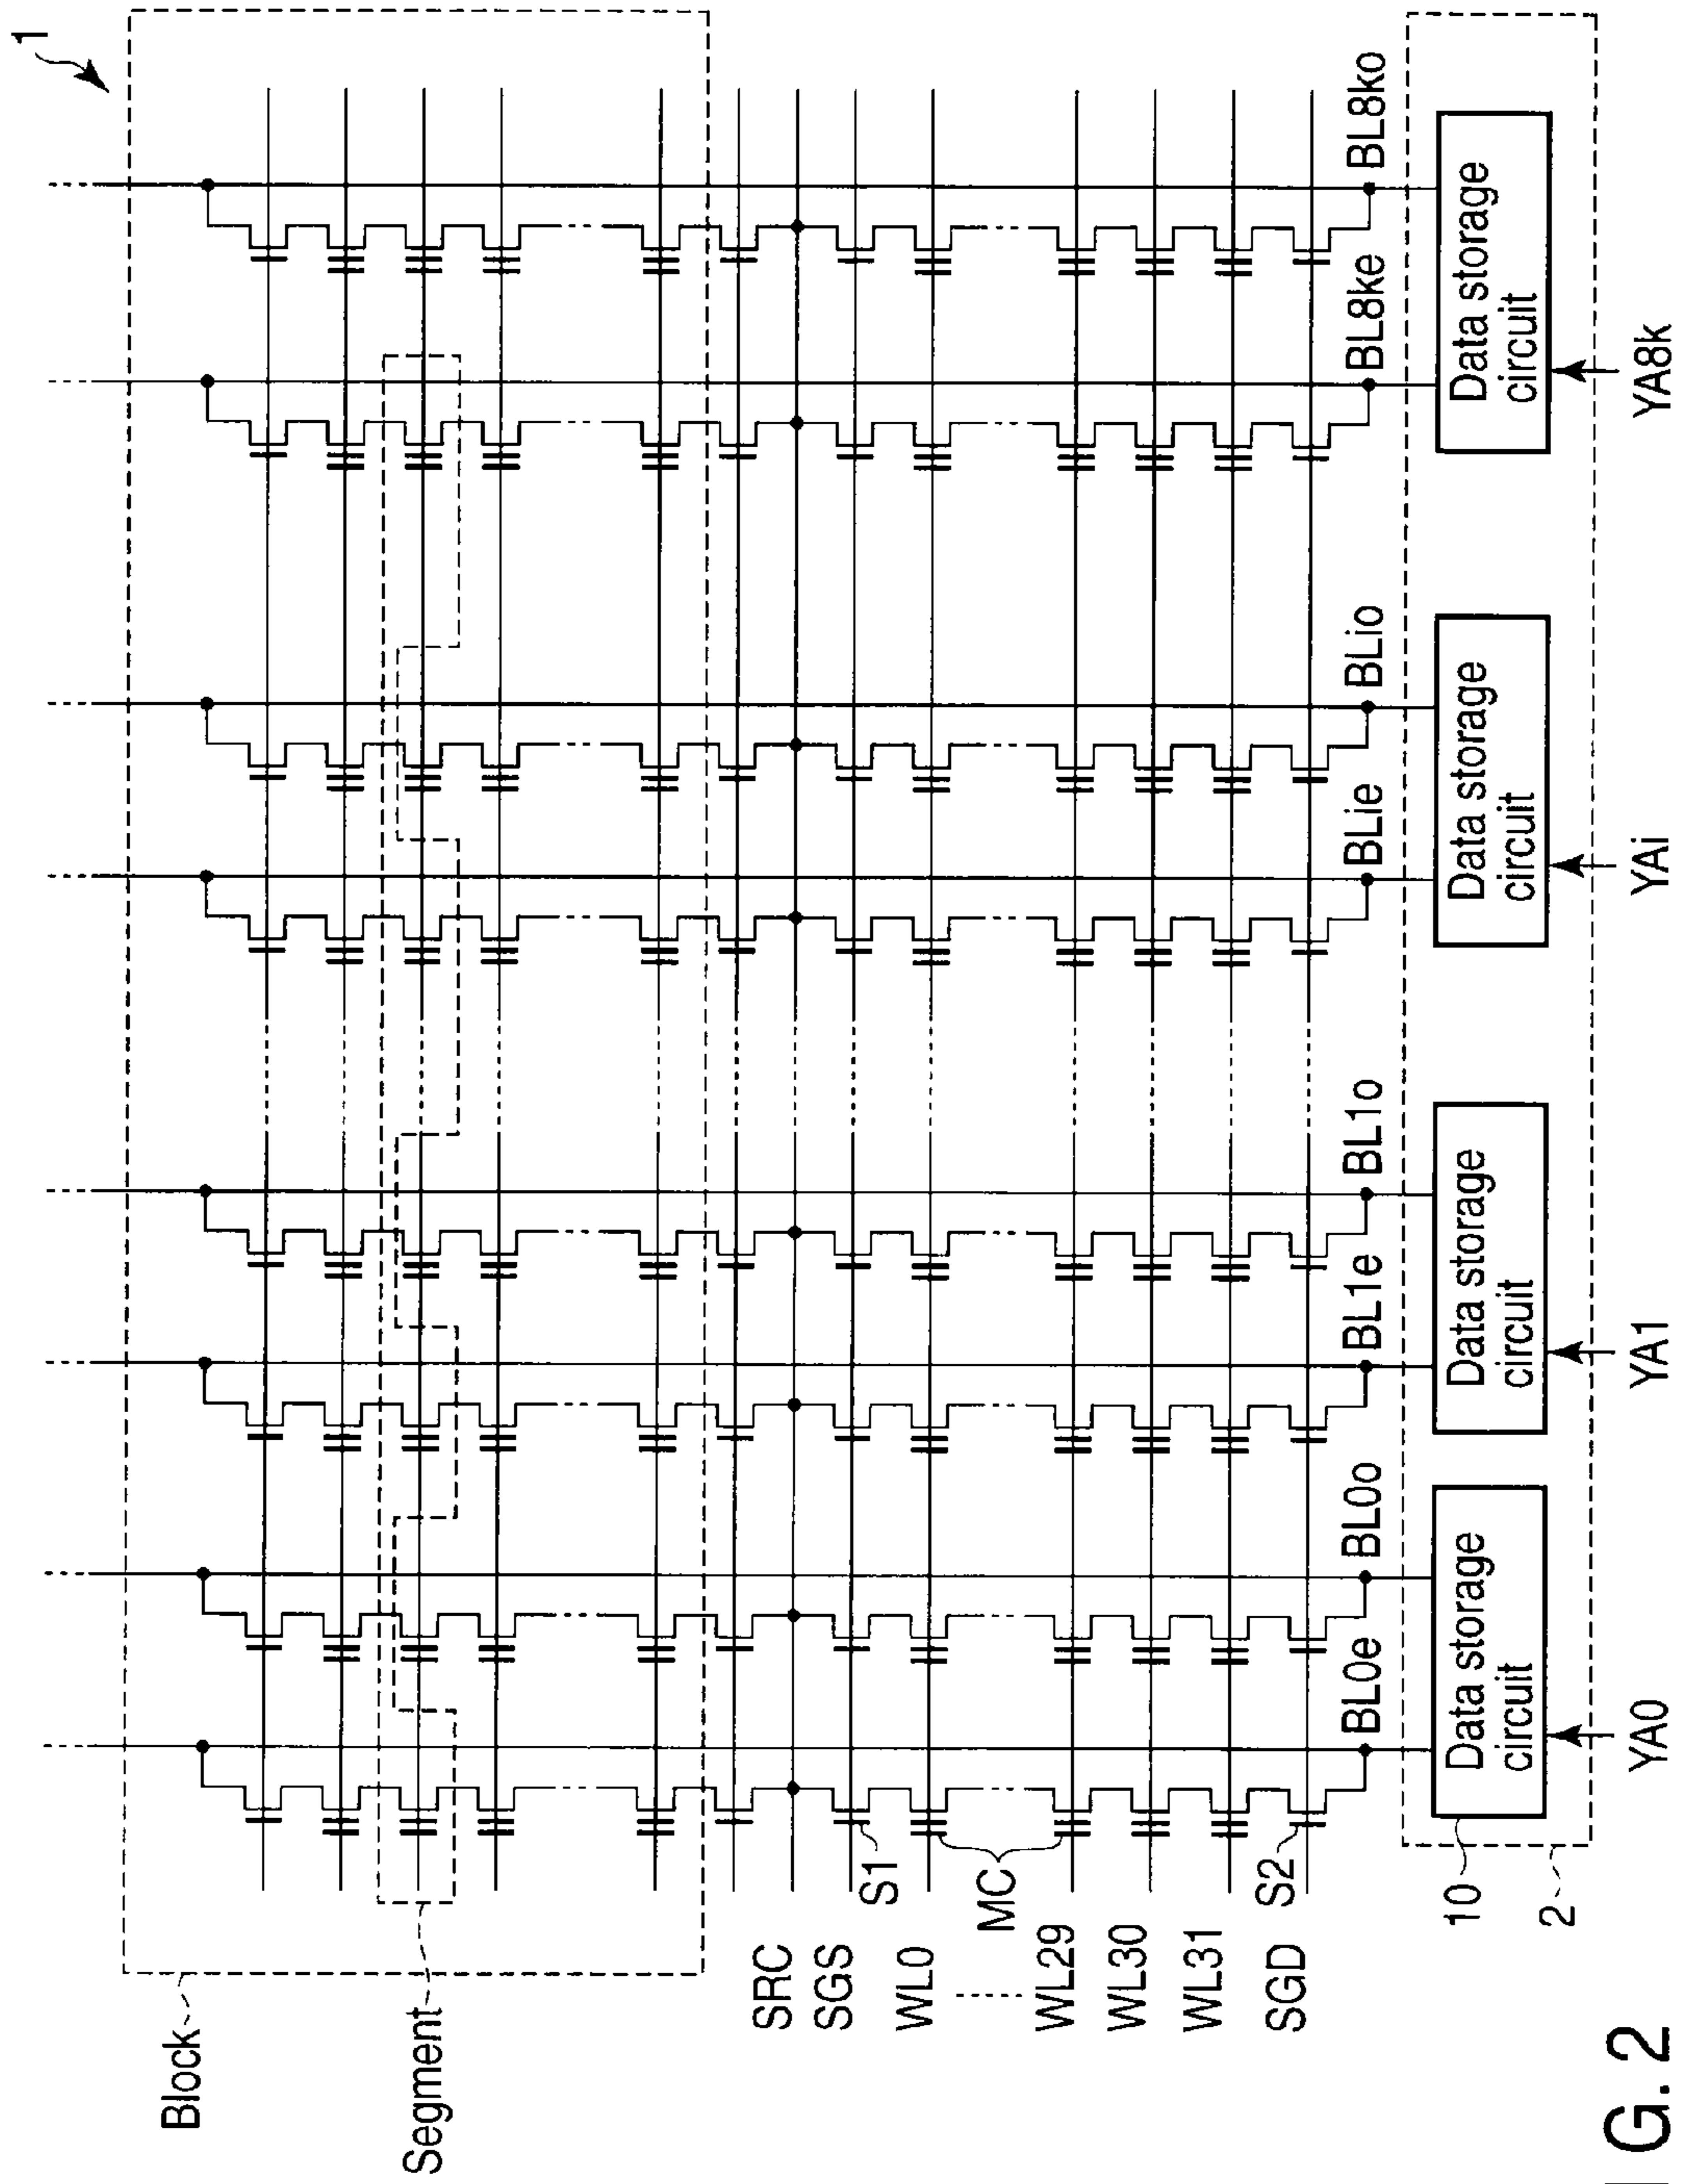 1
Block
Segment
SRC
SGS
WL0
WL29
WL30
WL31
SGD
S1
MC
S2
BL0e
BL0o
BL1e
BL1o
BLie
BLio
BL8ke
BL8ko
10
2
Data storage
circuit
Data storage
circuit
Data storage
circuit
Data storage
circuit
YA0
YA1
YAi
YA8k
G. 2